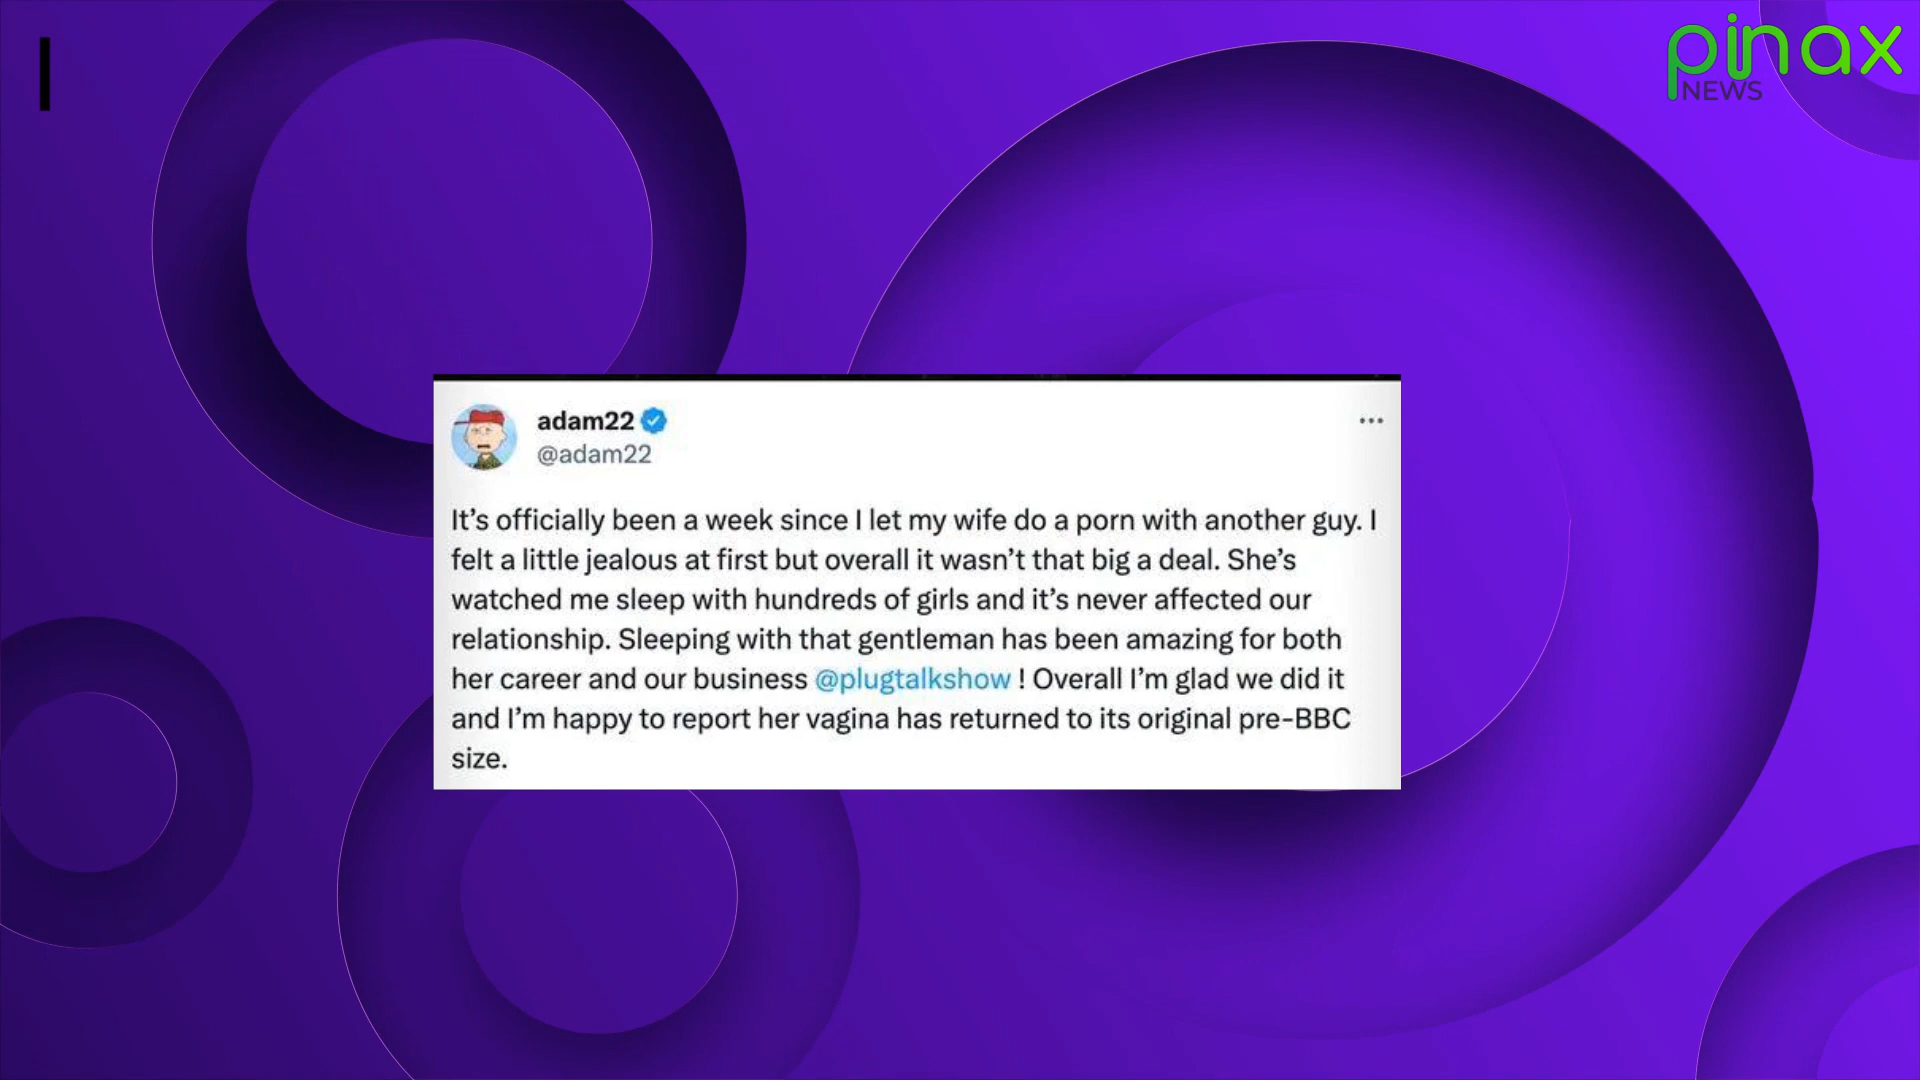 pinax
NEWS
adam22
@adam22
It’s officially been a week since I let my wife do a porn with another guy. I
felt a little jealous at first but overall it wasn’t that big a deal. She’s
watched me sleep with hundreds of girls and it’s never affected our
relationship. Sleeping with that gentleman has been amazing for both
her career and our business @plugtalkshow ! Overall I’m glad we did it
and I’m happy to report her vagina has returned to its original pre-BBC
size.